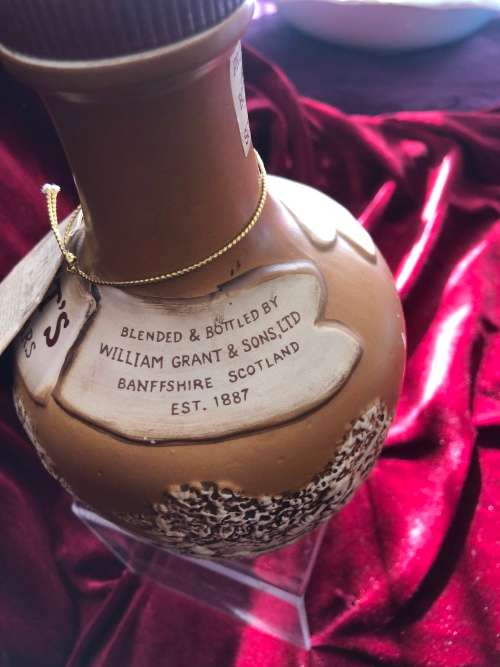 BLENDED & BOTTLED BY
WILLIAM GRANT & SONS, LTD
BANFFSHIRE SCOTLAND
EST. 1887